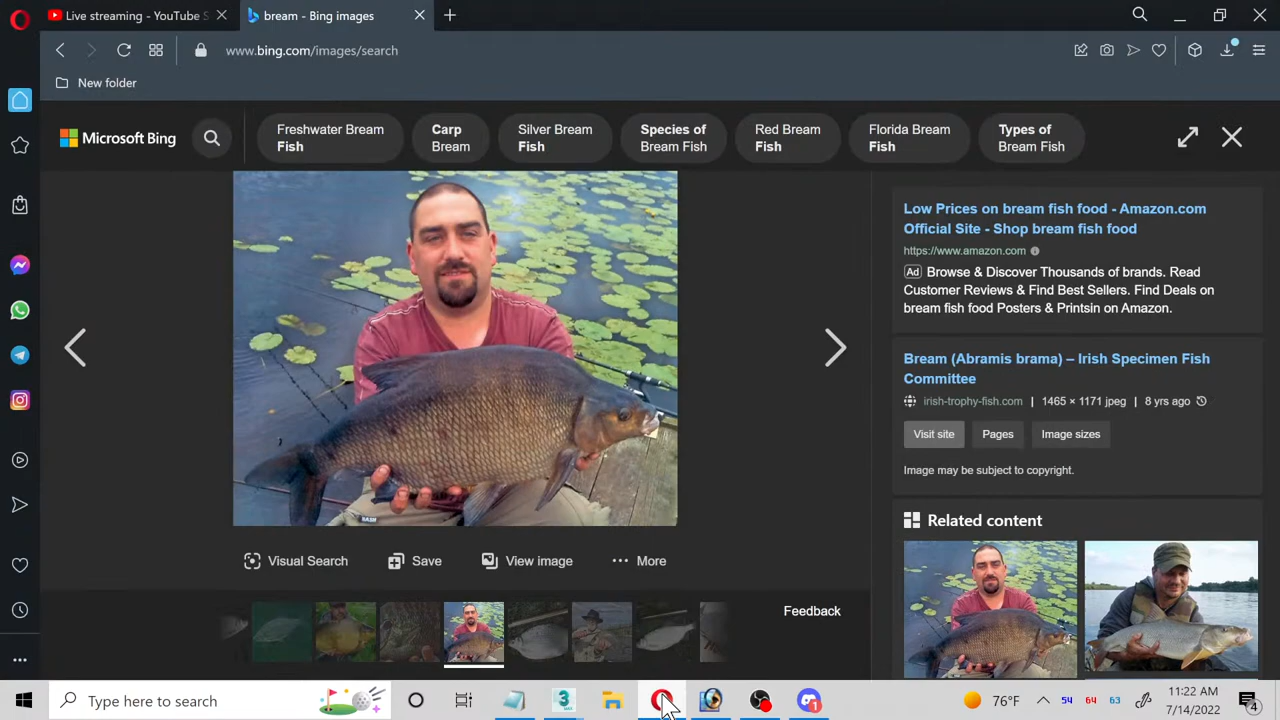 Live streaming - YouTube S
bream - Bing images
www.bing.com/images/search
New folder
Microsoft Bing
Freshwater Bream
Fish
Carp
Bream
Silver Bream
Fish
Species of
Bream Fish
Red Bream
Fish
Florida Bream
Fish
Types of
Bream Fish
Low Prices on bream fish food - Amazon.com
Official Site - Shop bream fish food
https://www.amazon.com
Ad Browse & Discover Thousands of brands. Read
Customer Reviews & Find Best Sellers. Find Deals on
bream fish food Posters & Printsin on Amazon.
Bream (Abramis brama) – Irish Specimen Fish
Committee
irish-trophy-fish.com | 1465 × 1171 jpeg | 8 yrs ago
Visit site
Pages
Image sizes
Image may be subject to copyright.
Related content
Visual Search
Save
View image
More
Feedback
Type here to search
3
1
76°F
54
64
63
11:22 AM
7/14/2022
4